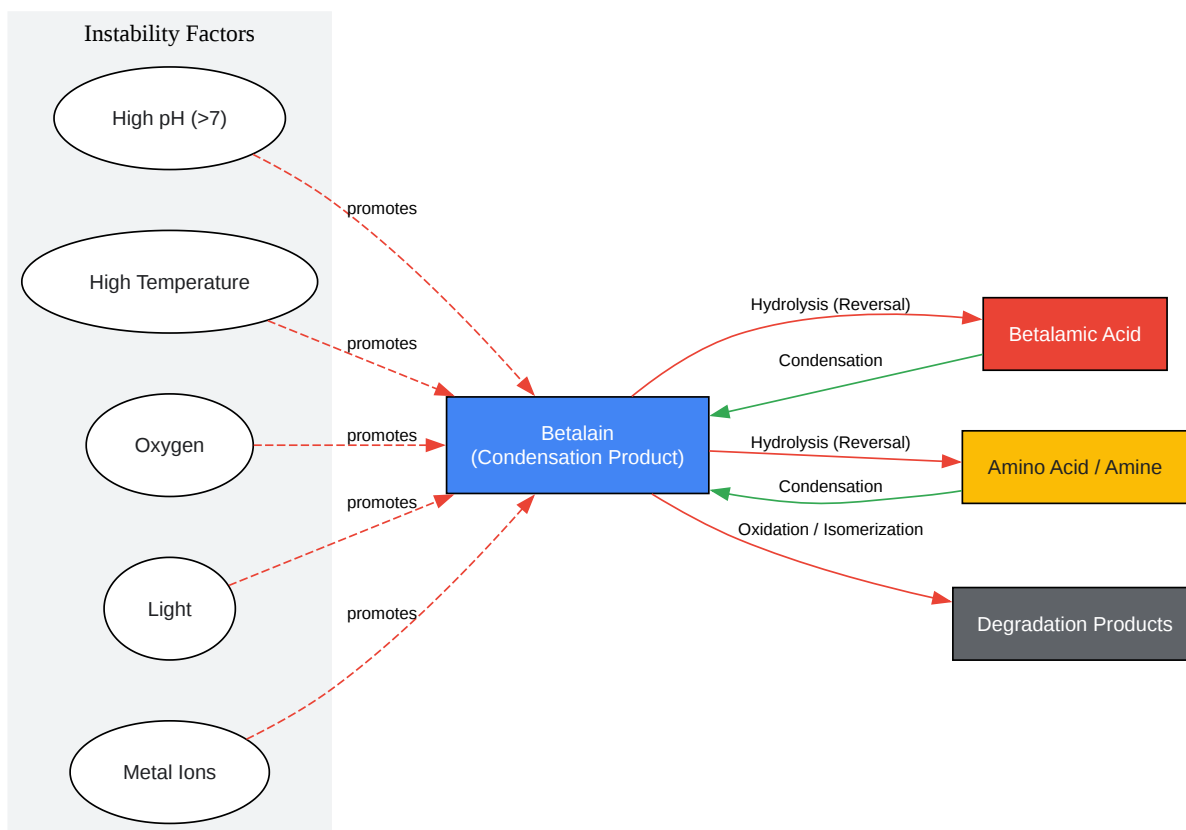 Instability Factors
High pH (>7)
promotes
High Temperature
promotes
Oxygen
promotes
Light
promotes
Metal Ions
promotes
Betalain
(Condensation Product)
Hydrolysis (Reversal)
Condensation
Hydrolysis (Reversal)
Condensation
Oxidation / Isomerization
Betalamic Acid
Amino Acid / Amine
Degradation Products